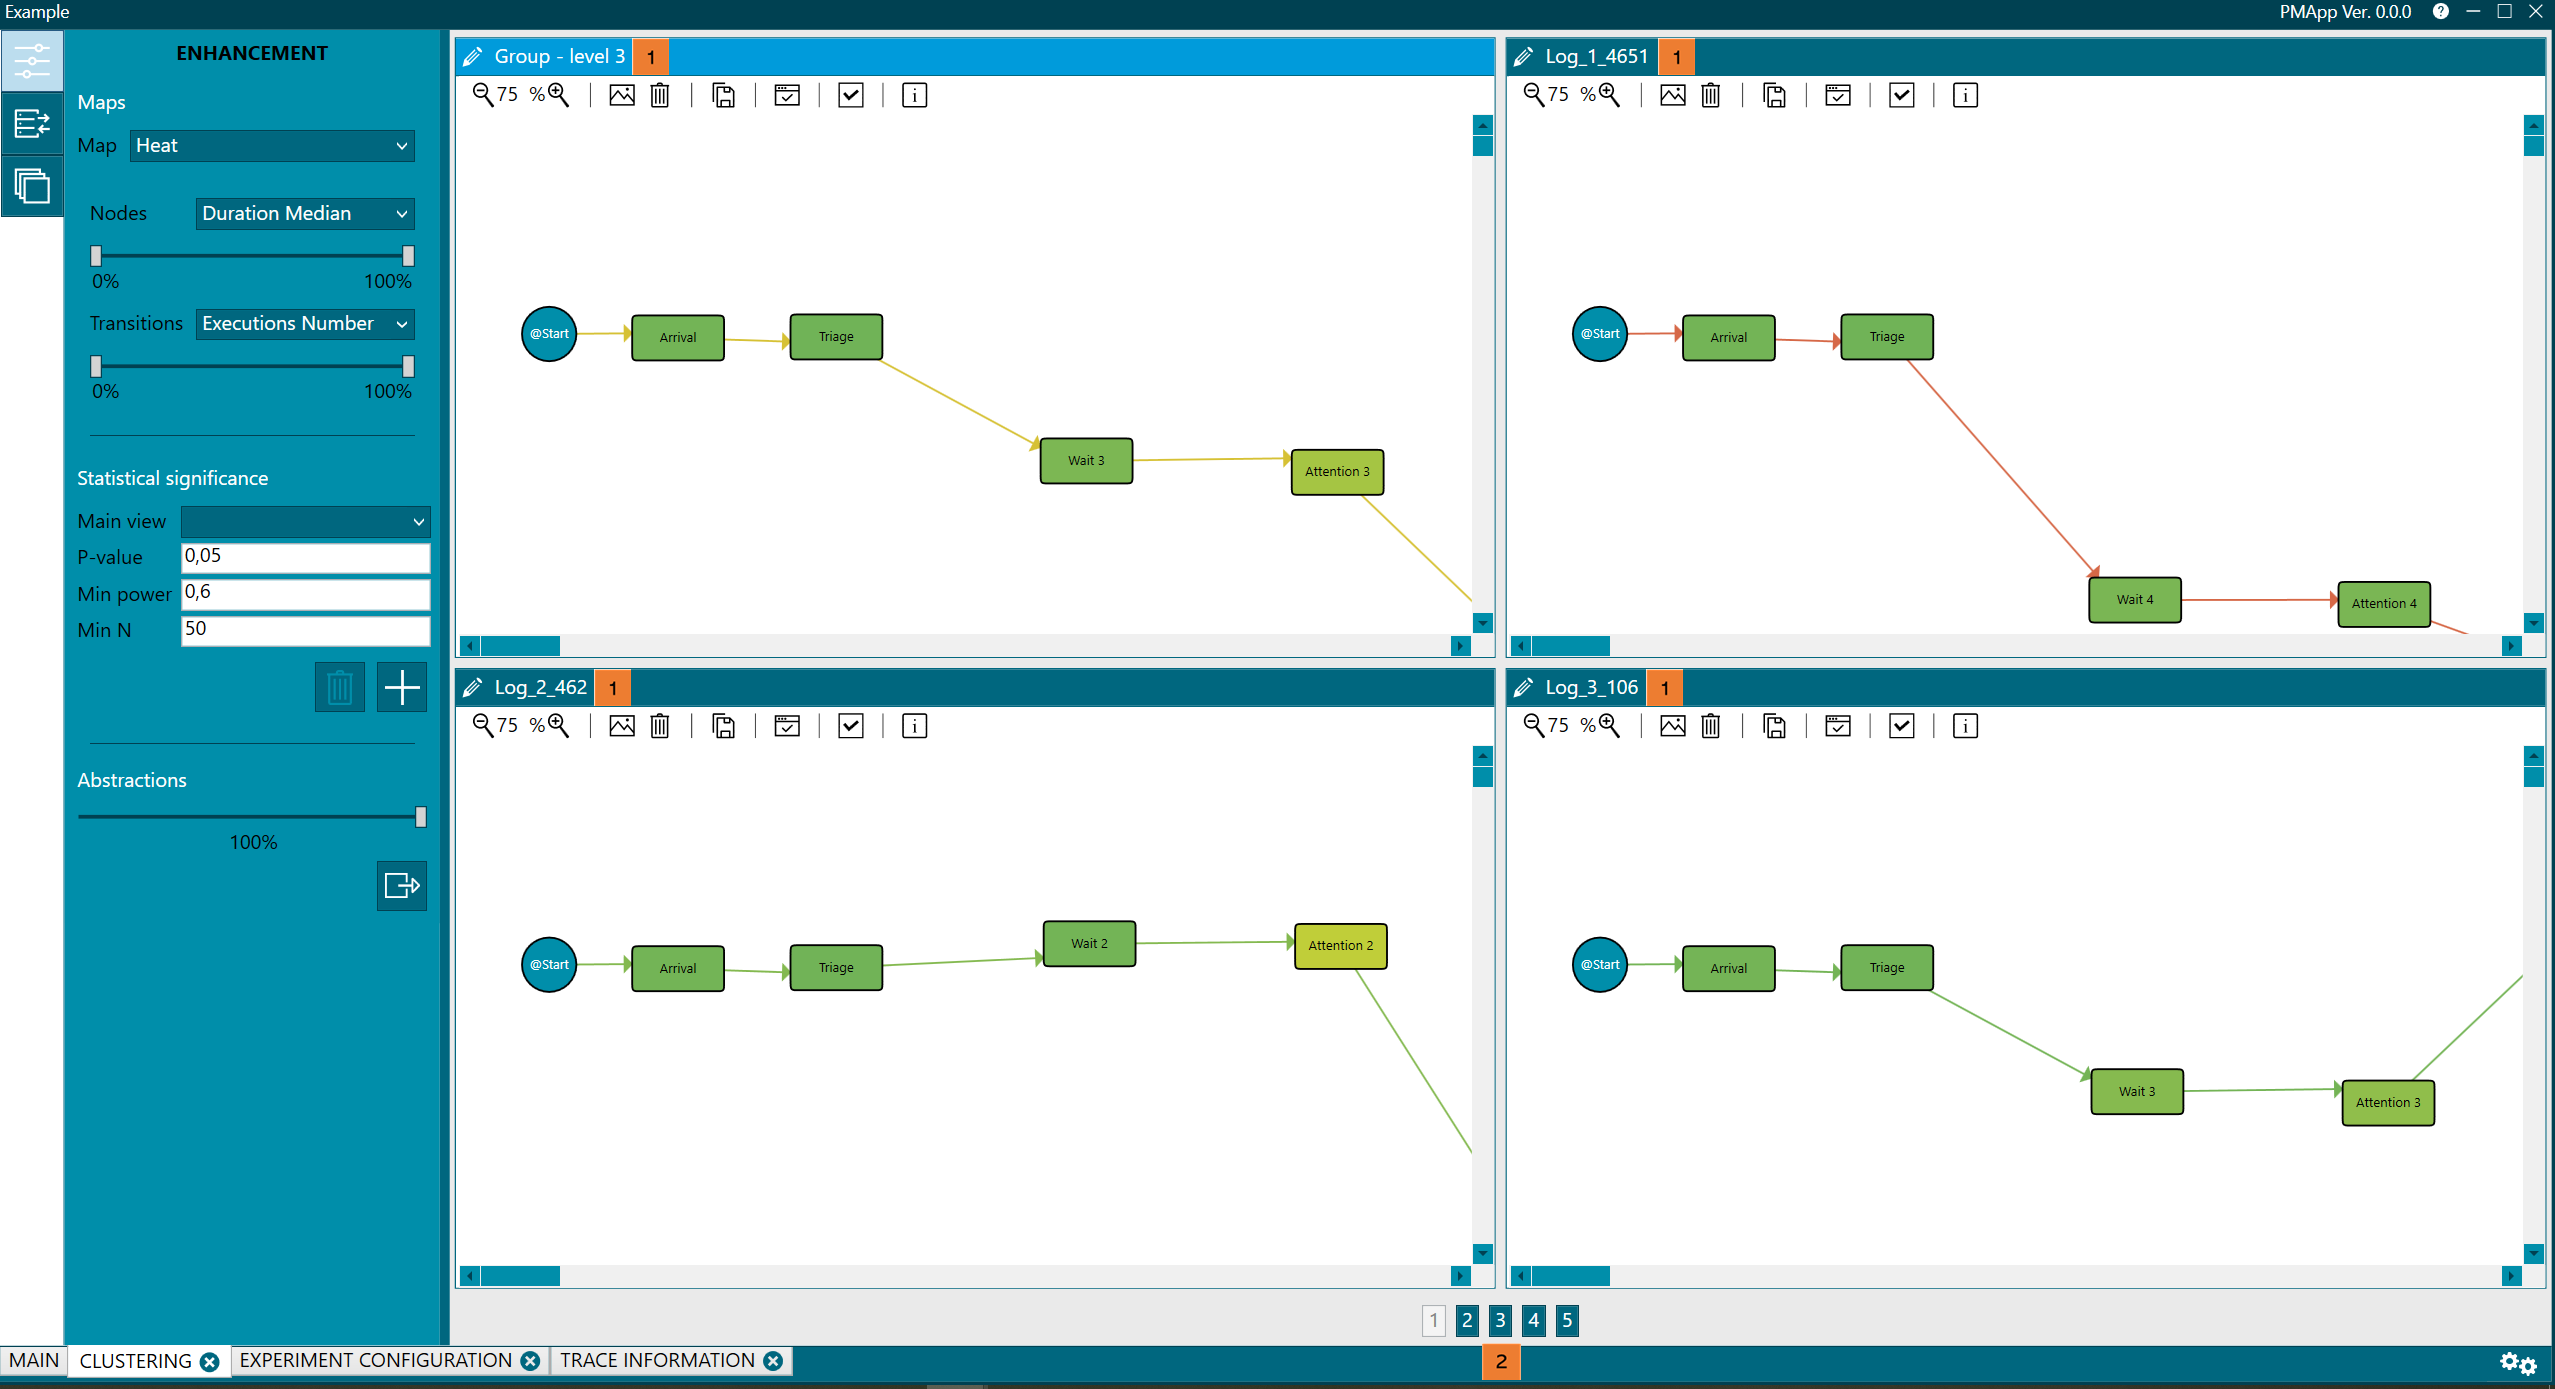 Example
PMApp Ver. 0.0.0
ENHANCEMENT
Maps
Map Heat
Nodes Duration Median
0% 100%
Transitions Executions Number
0% 100%
Statistical significance
Main view
P-value 0,05
Min power 0,6
Min N 50
Abstractions
100%
Group - level 3 1
75 %
i
@Start
Arrival
Triage
Wait 3
Attention 3
Log_1_4651 1
75 %
i
@Start
Arrival
Triage
Wait 4
Attention 4
Log_2_462 1
75 %
i
@Start
Arrival
Triage
Wait 2
Attention 2
Log_3_106 1
75 %
i
@Start
Arrival
Triage
Wait 3
Attention 3
1 2 3 4 5
MAIN CLUSTERING EXPERIMENT CONFIGURATION TRACE INFORMATION
2